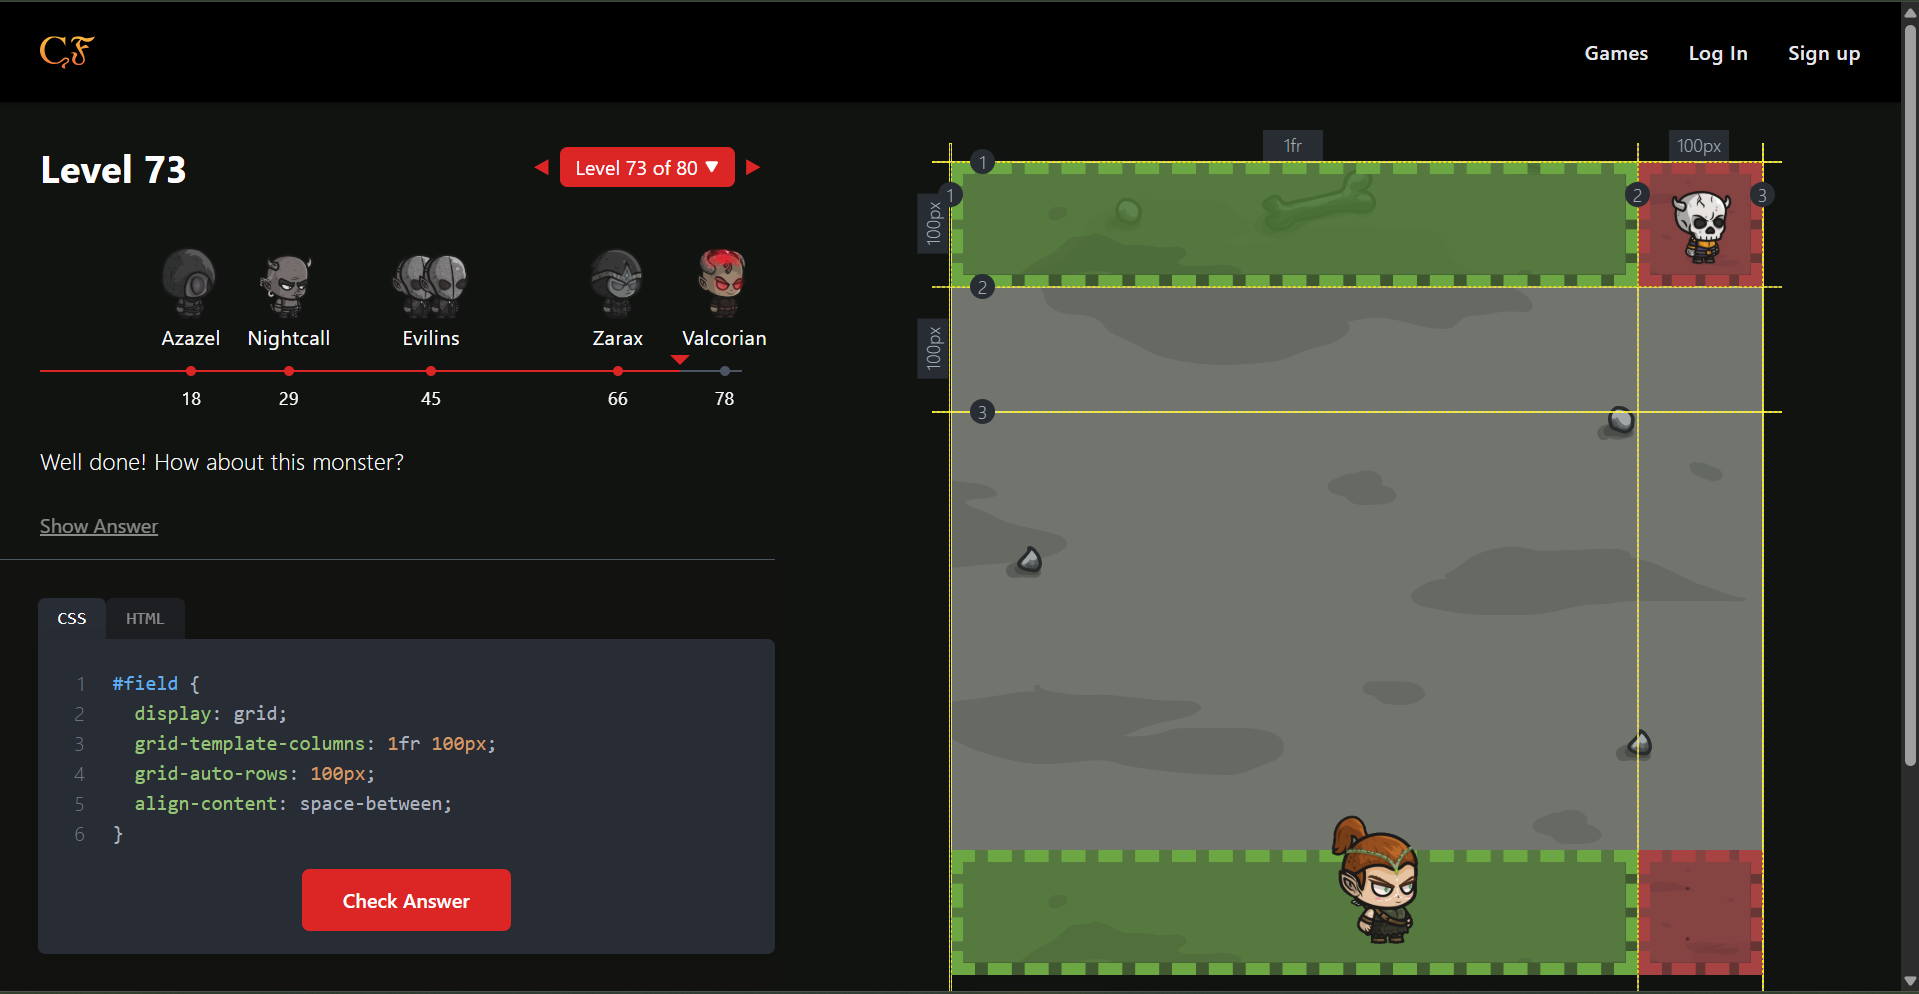 CF
Games
Log In
Sign up
Level 73
Level 73 of 80 ▼
Azazel
Nightcall
Evilins
Zarax
Valcorian
18
29
45
66
78
Well done! How about this monster?
Show Answer
CSS
HTML
1 #field {
2 display: grid;
3 grid-template-columns: 1fr 100px;
4 grid-auto-rows: 100px;
5 align-content: space-between;
6 }
Check Answer
1fr
100px
1
1
2
3
100px
2
100px
3